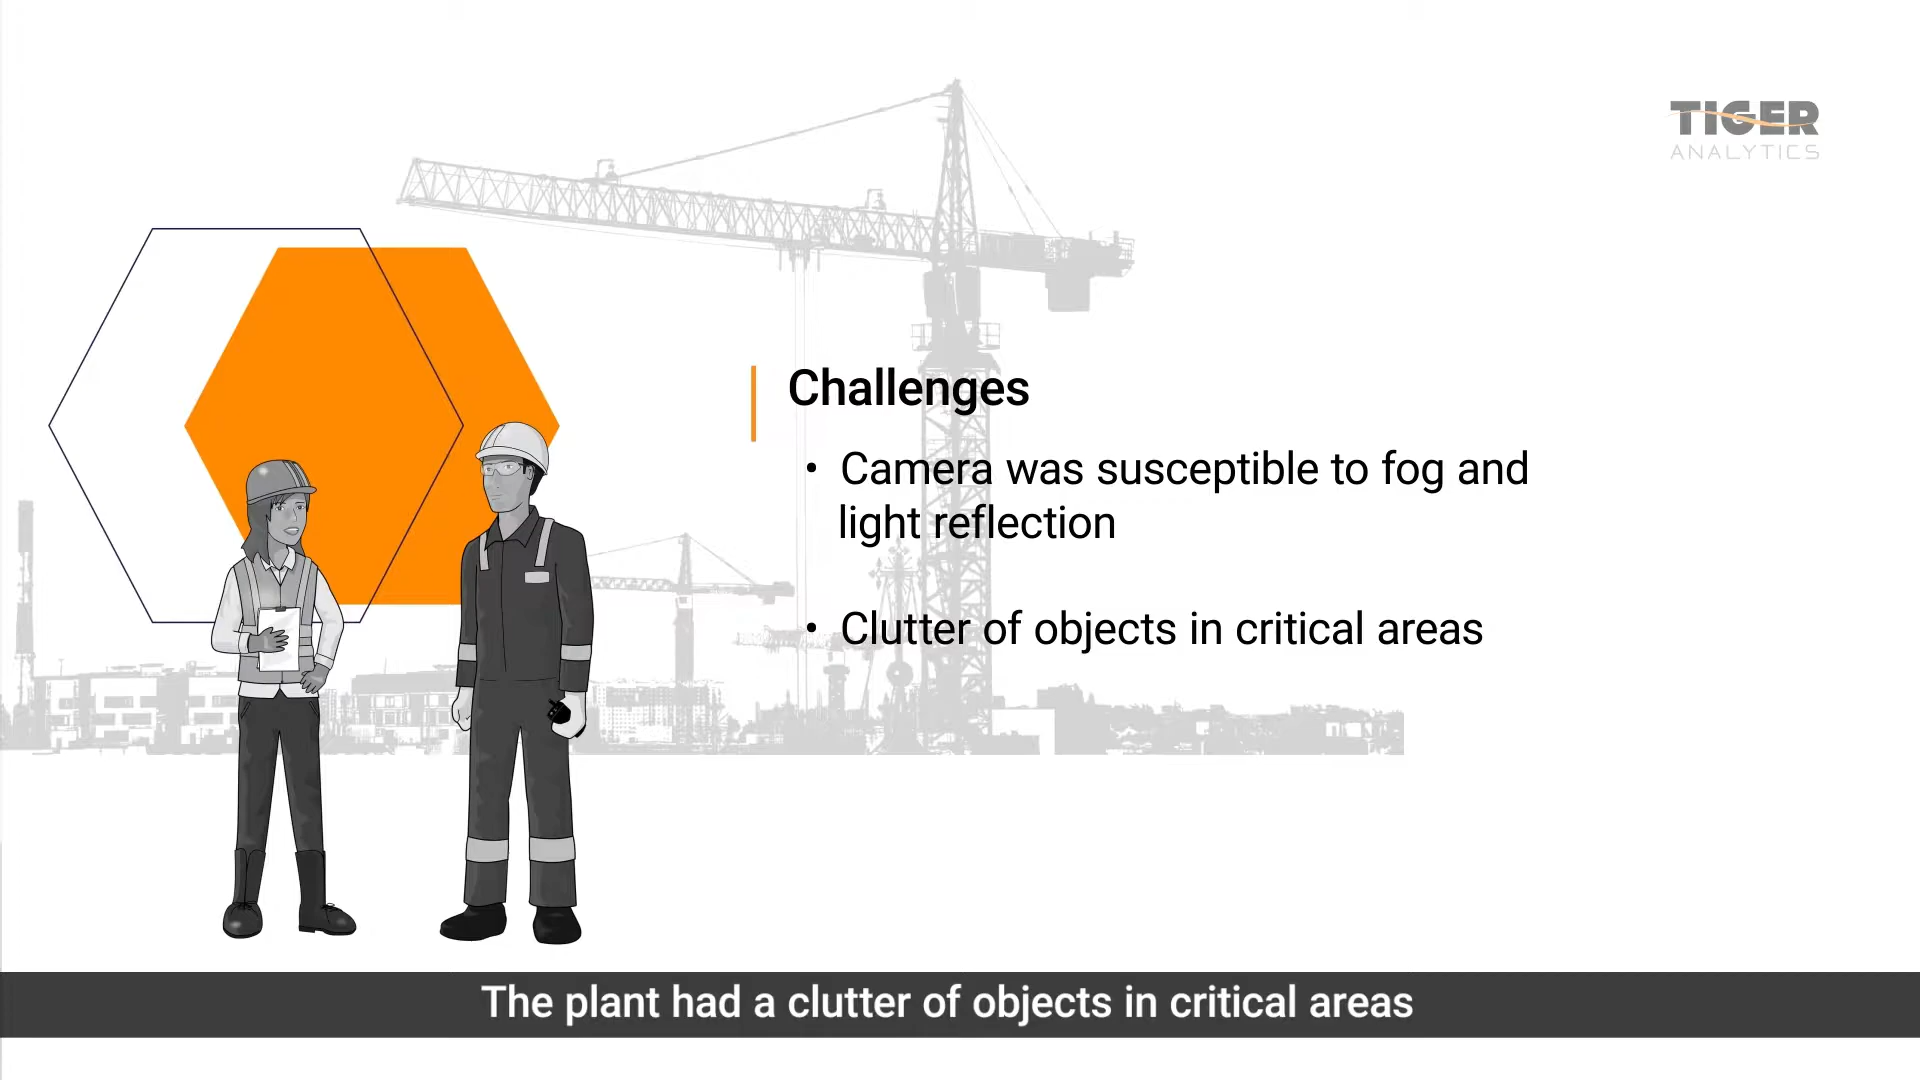 TIGER
ANALYTICS
Challenges
• Camera was susceptible to fog and
light reflection
• Clutter of objects in critical areas
The plant had a clutter of objects in critical areas